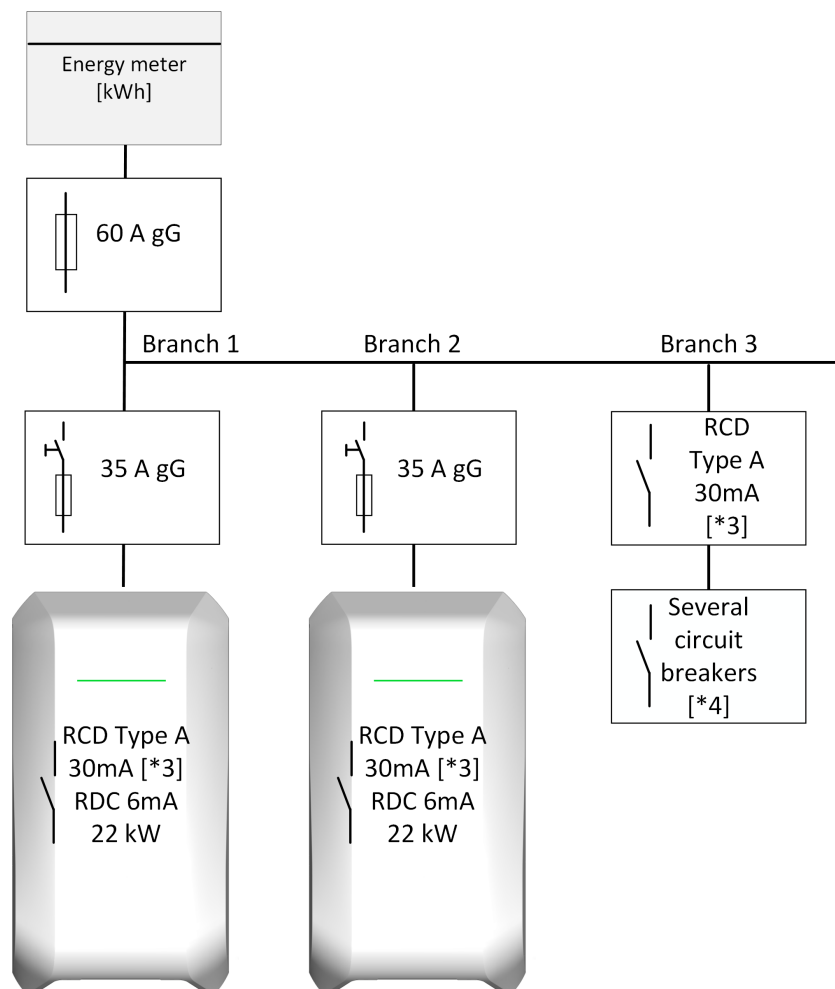 Energy meter
[kWh]
60 A gG
Branch 1
Branch 2
Branch 3
35 A gG
35 A gG
RCD
Type A
30mA
[*3]
Several
circuit
breakers
[*4]
RCD Type A
30mA [*3]
RDC 6mA
22 kW
RCD Type A
30mA [*3]
RDC 6mA
22 kW